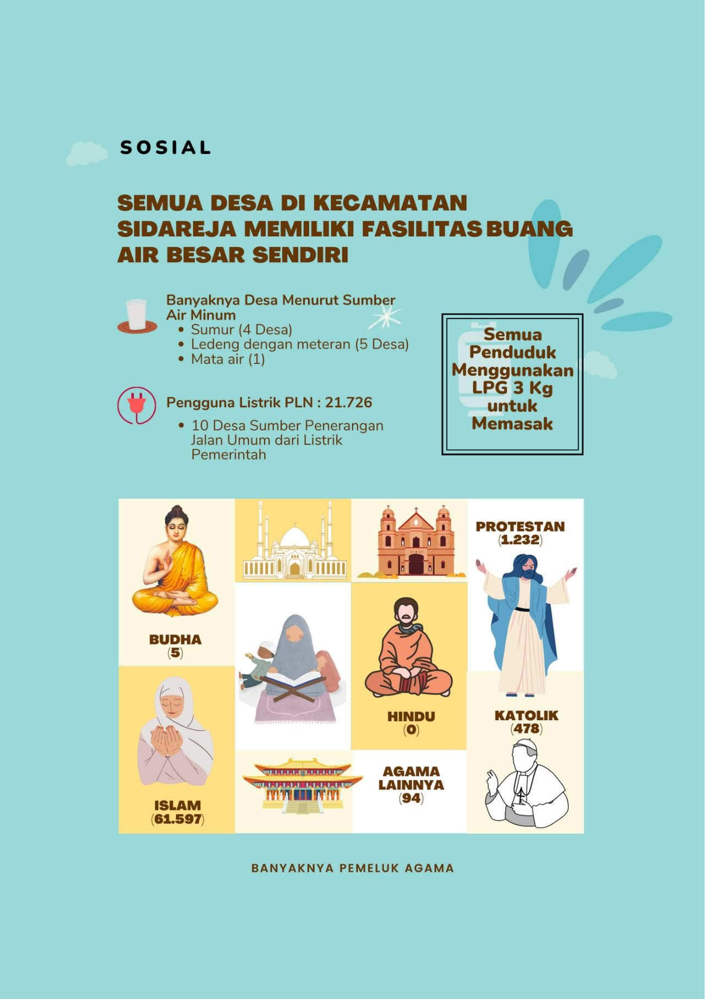 SOSIAL
SEMUA DESA DI KECAMATAN
SIDAREJA MEMILIKI FASILITAS BUANG
AIR BESAR SENDIRI
Banyaknya Desa Menurut Sumber
Air Minum
• Sumur (4 Desa)
• Ledeng dengan meteran (5 Desa)
• Mata air (1)
Semua
Penduduk
Menggunakan
LPG 3 Kg
untuk
Memasak
Pengguna Listrik PLN : 21.726
• 10 Desa Sumber Penerangan
Jalan Umum dari Listrik
Pemerintah
PROTESTAN
(1.232)
BUDHA
(5)
HINDU
(0)
KATOLIK
(478)
AGAMA
LAINNYA
(94)
ISLAM
(61.597)
BANYAKNYA PEMELUK AGAMA